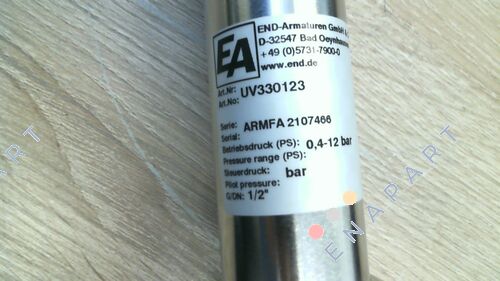 EA
END-Armaturen GmbH &
D-32547 Bad Oeynhausen
+49 (0)5731-7900-0
www.end.de
Art.Nr:
Art.No: UV330123
Serie: ARMFA 2107466
Serial:
Betriebsdruck (PS): 0,4-12 bar
Pressure range (PS):
Steuerdruck: bar
Pilot pressure:
G/DN: 1/2"
ENAPART
ENAPART